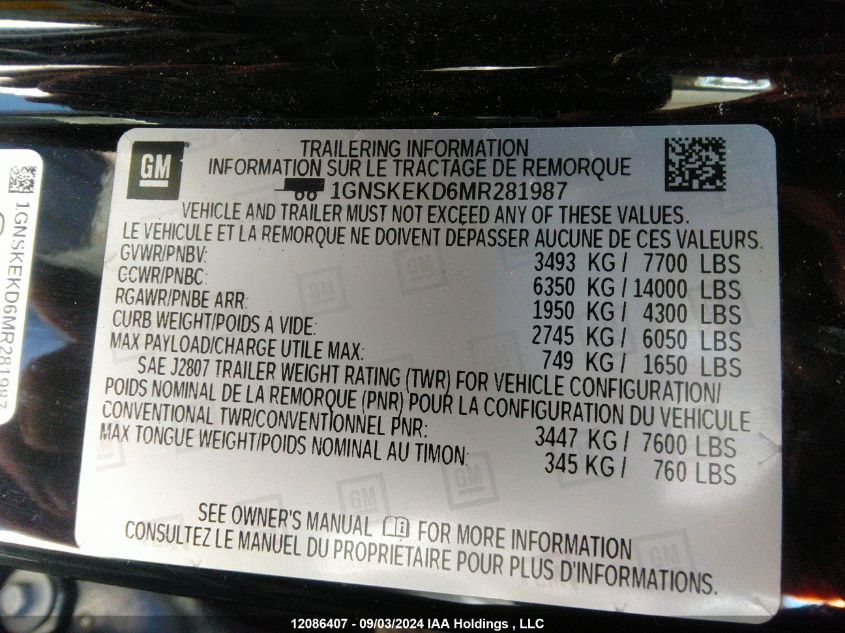 GM
TRAILERING INFORMATION
INFORMATION SUR LE TRACTAGE DE REMORQUE
1GNSKEKD6MR281987
VEHICLE AND TRAILER MUST NOT EXCEED ANY OF THESE VALUES.
LE VEHICULE ET LA REMORQUE NE DOIVENT DEPASSER AUCUNE DE CES VALEURS.
GVWR/PNBV: 3493 KG / 7700 LBS
GCWR/PNBC: 6350 KG / 14000 LBS
RGAWR/PNBE ARR: 1950 KG / 4300 LBS
CURB WEIGHT/POIDS A VIDE: 2745 KG / 6050 LBS
MAX PAYLOAD/CHARGE UTILE MAX: 749 KG / 1650 LBS
SAE J2807 TRAILER WEIGHT RATING (TWR) FOR VEHICLE CONFIGURATION/
POIDS NOMINAL DE LA REMORQUE (PNR) POUR LA CONFIGURATION DU VEHICULE
CONVENTIONAL TWR/CONVENTIONNEL PNR: 3447 KG / 7600 LBS
MAX TONGUE WEIGHT/POIDS NOMINAL AU TIMON: 345 KG / 760 LBS
SEE OWNER'S MANUAL FOR MORE INFORMATION
CONSULTEZ LE MANUEL DU PROPRIETAIRE POUR PLUS D'INFORMATIONS.
1GNSKEKD6MR281987
12086407 - 09/03/2024 IAA Holdings , LLC